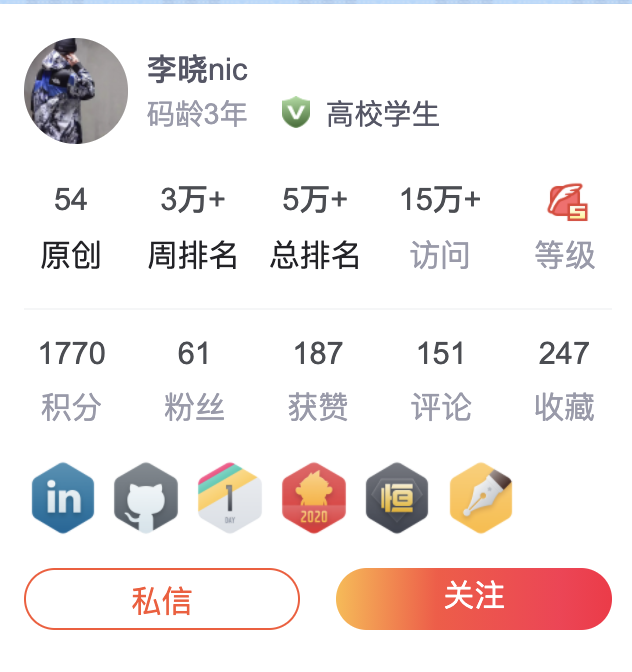 李晓nic
码龄3年 V 高校学生
54 3万+ 5万+ 15万+ 5
原创 周排名 总排名 访问 等级
1770 61 187 151 247
积分 粉丝 获赞 评论 收藏
in 1 DAY 2020 恒
私信 关注